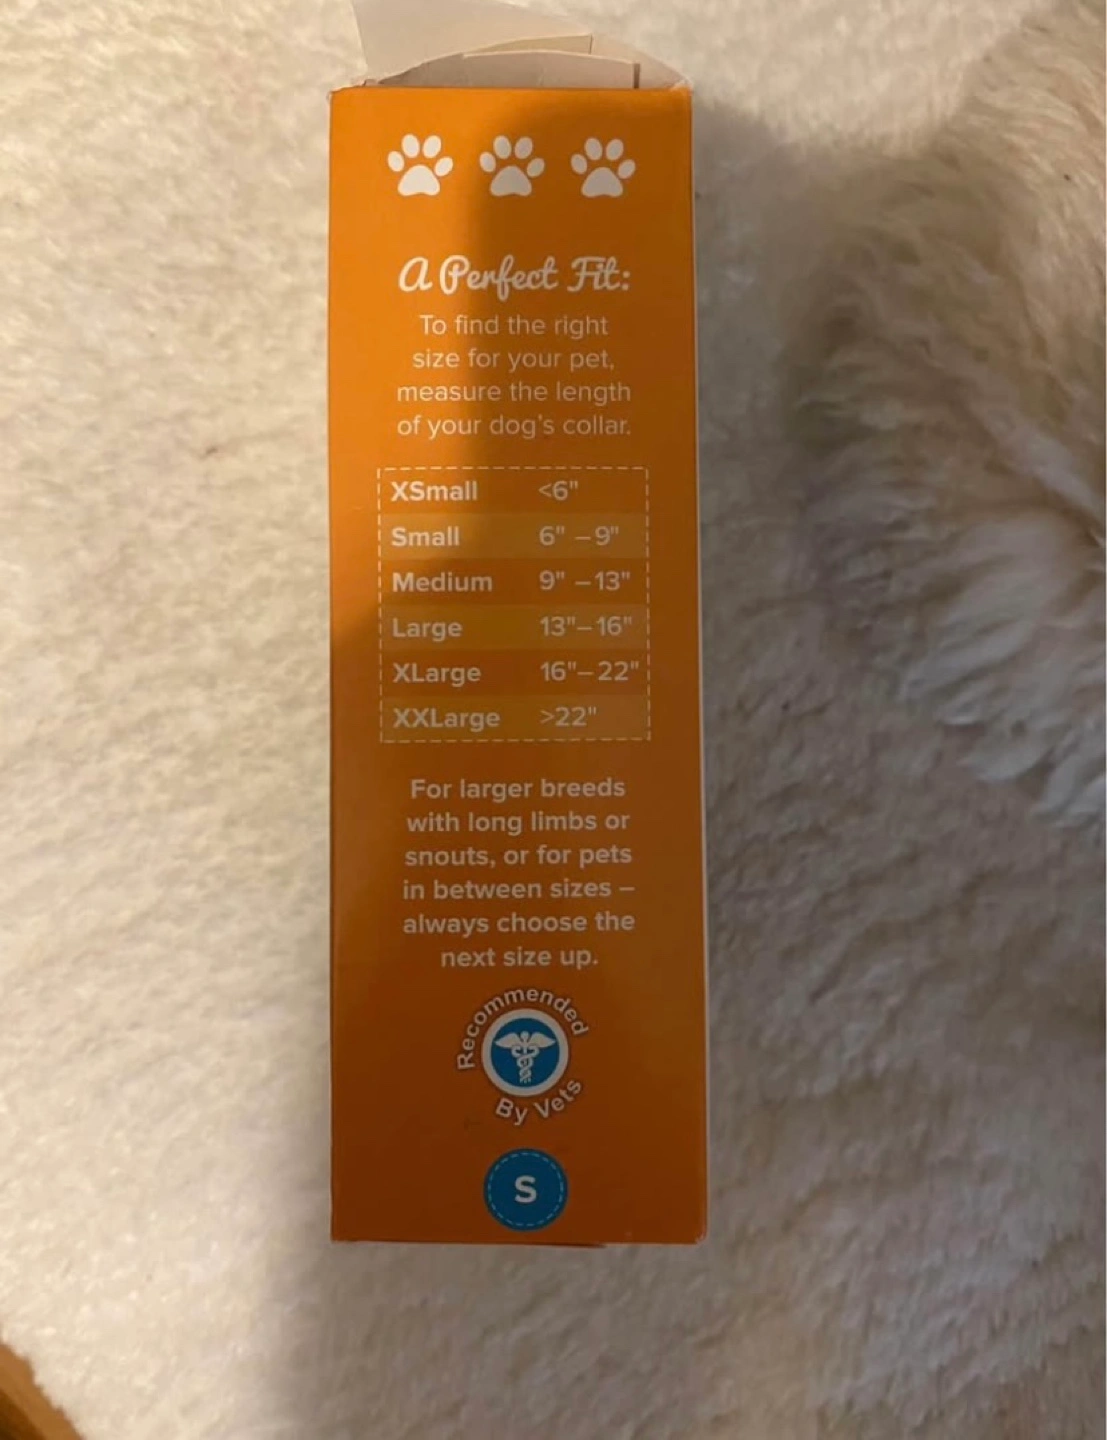 A Perfect Fit:
To find the right
size for your pet,
measure the length
of your dog's collar.
XSmall <6"
Small 6" – 9"
Medium 9" – 13"
Large 13" – 16"
XLarge 16" – 22"
XXLarge >22"
For larger breeds
with long limbs or
snouts, or for pets
in between sizes –
always choose the
next size up.
Recommended
By Vets
S